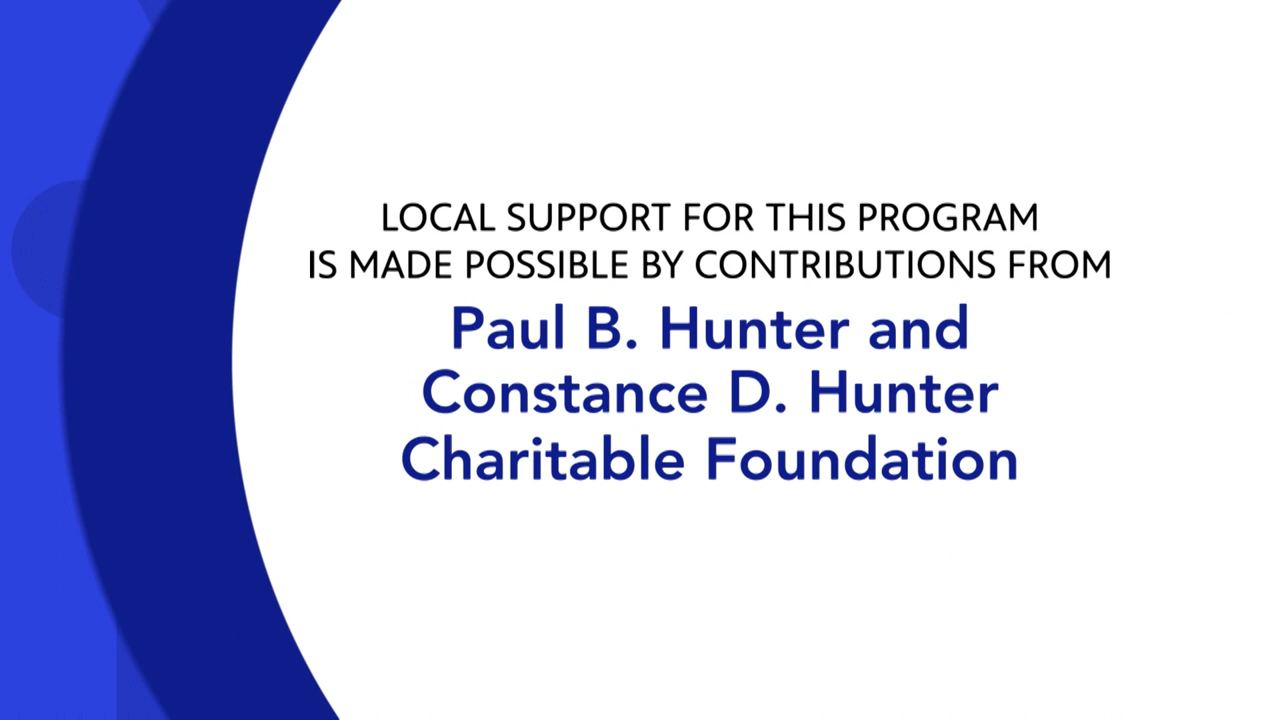 LOCAL SUPPORT FOR THIS PROGRAM
IS MADE POSSIBLE BY CONTRIBUTIONS FROM
Paul B. Hunter and
Constance D. Hunter
Charitable Foundation